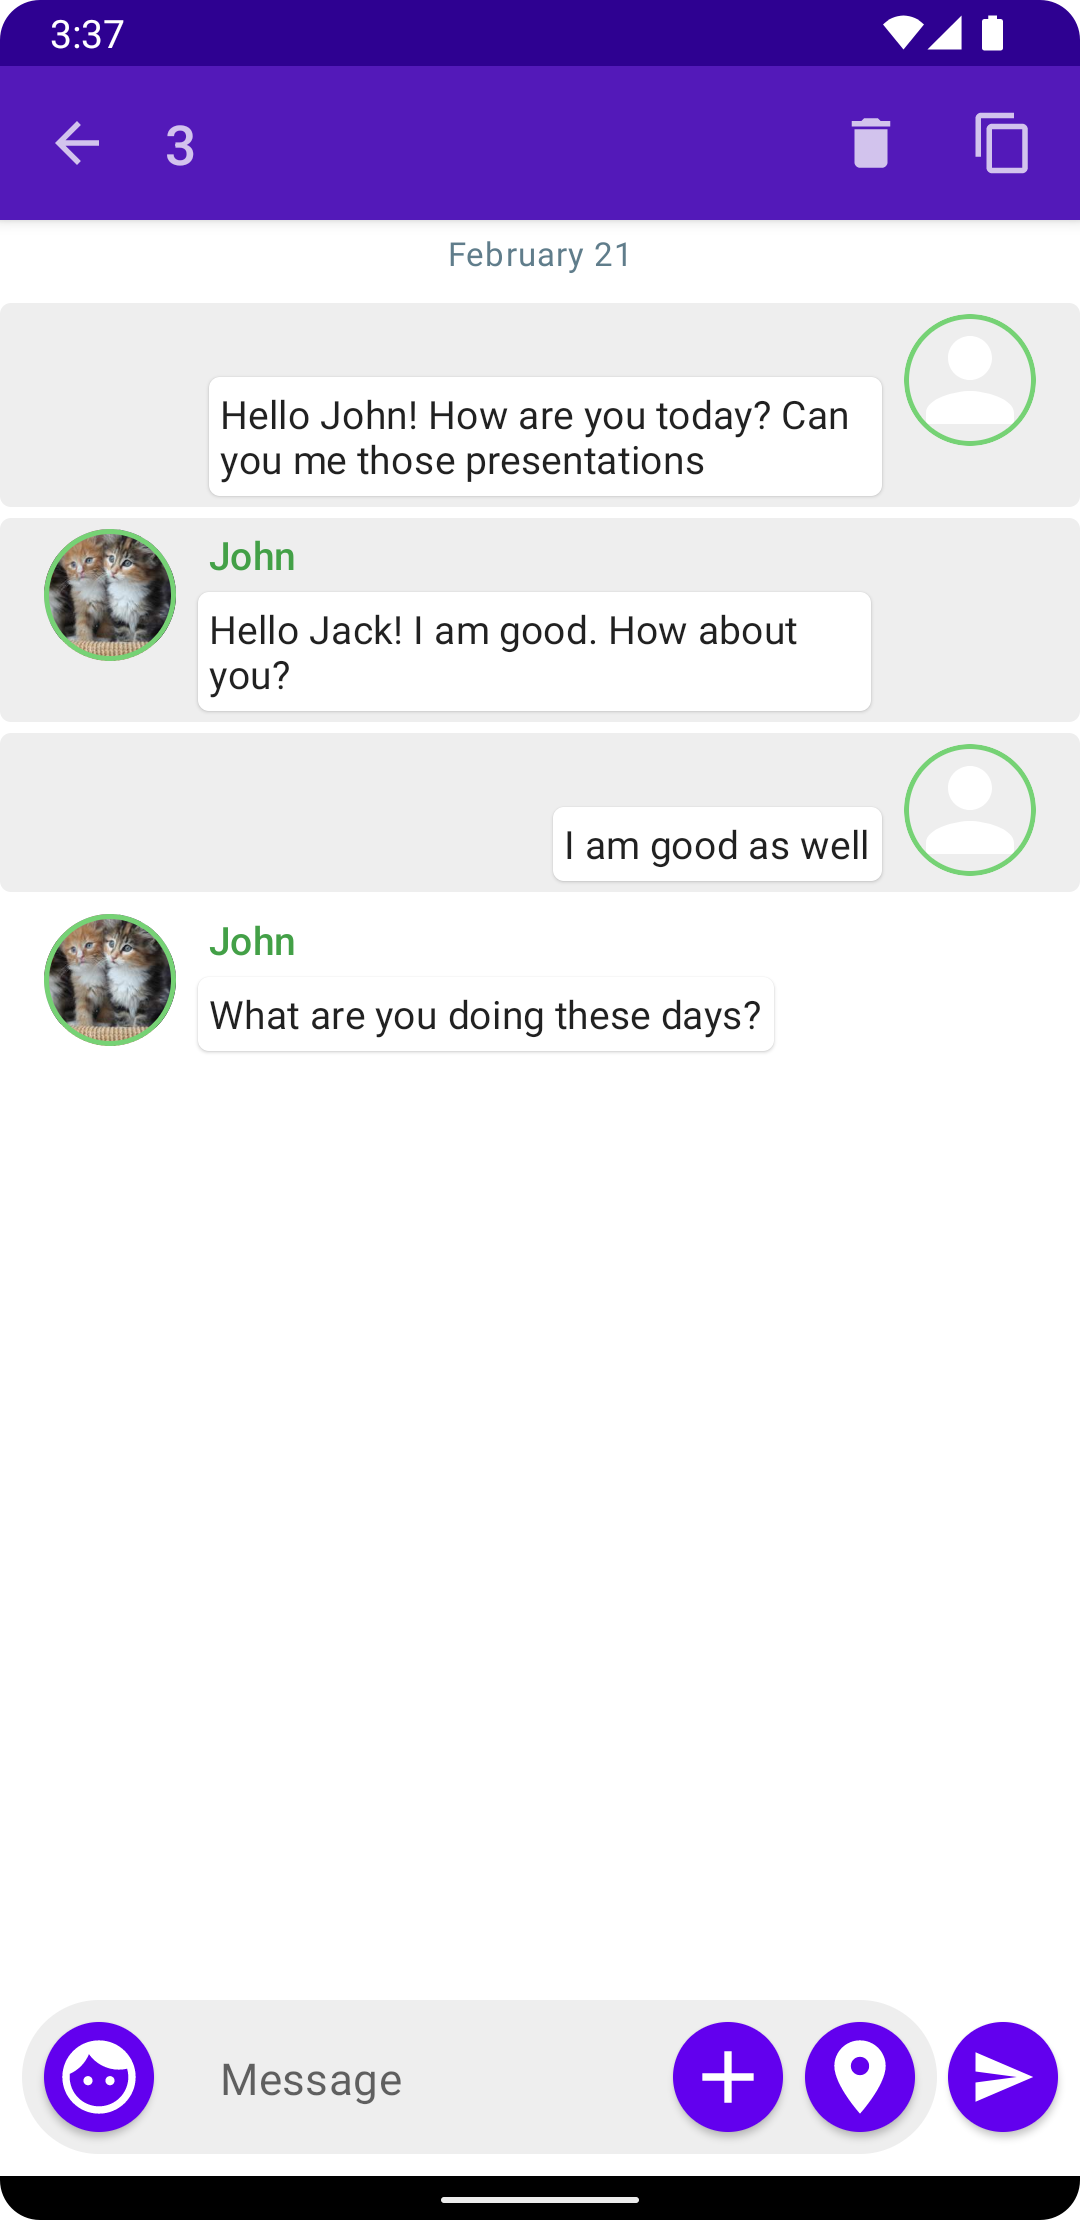 3:37
3
February 21
Hello John! How are you today? Can
you me those presentations
John
Hello Jack! I am good. How about
you?
I am good as well
John
What are you doing these days?
Message